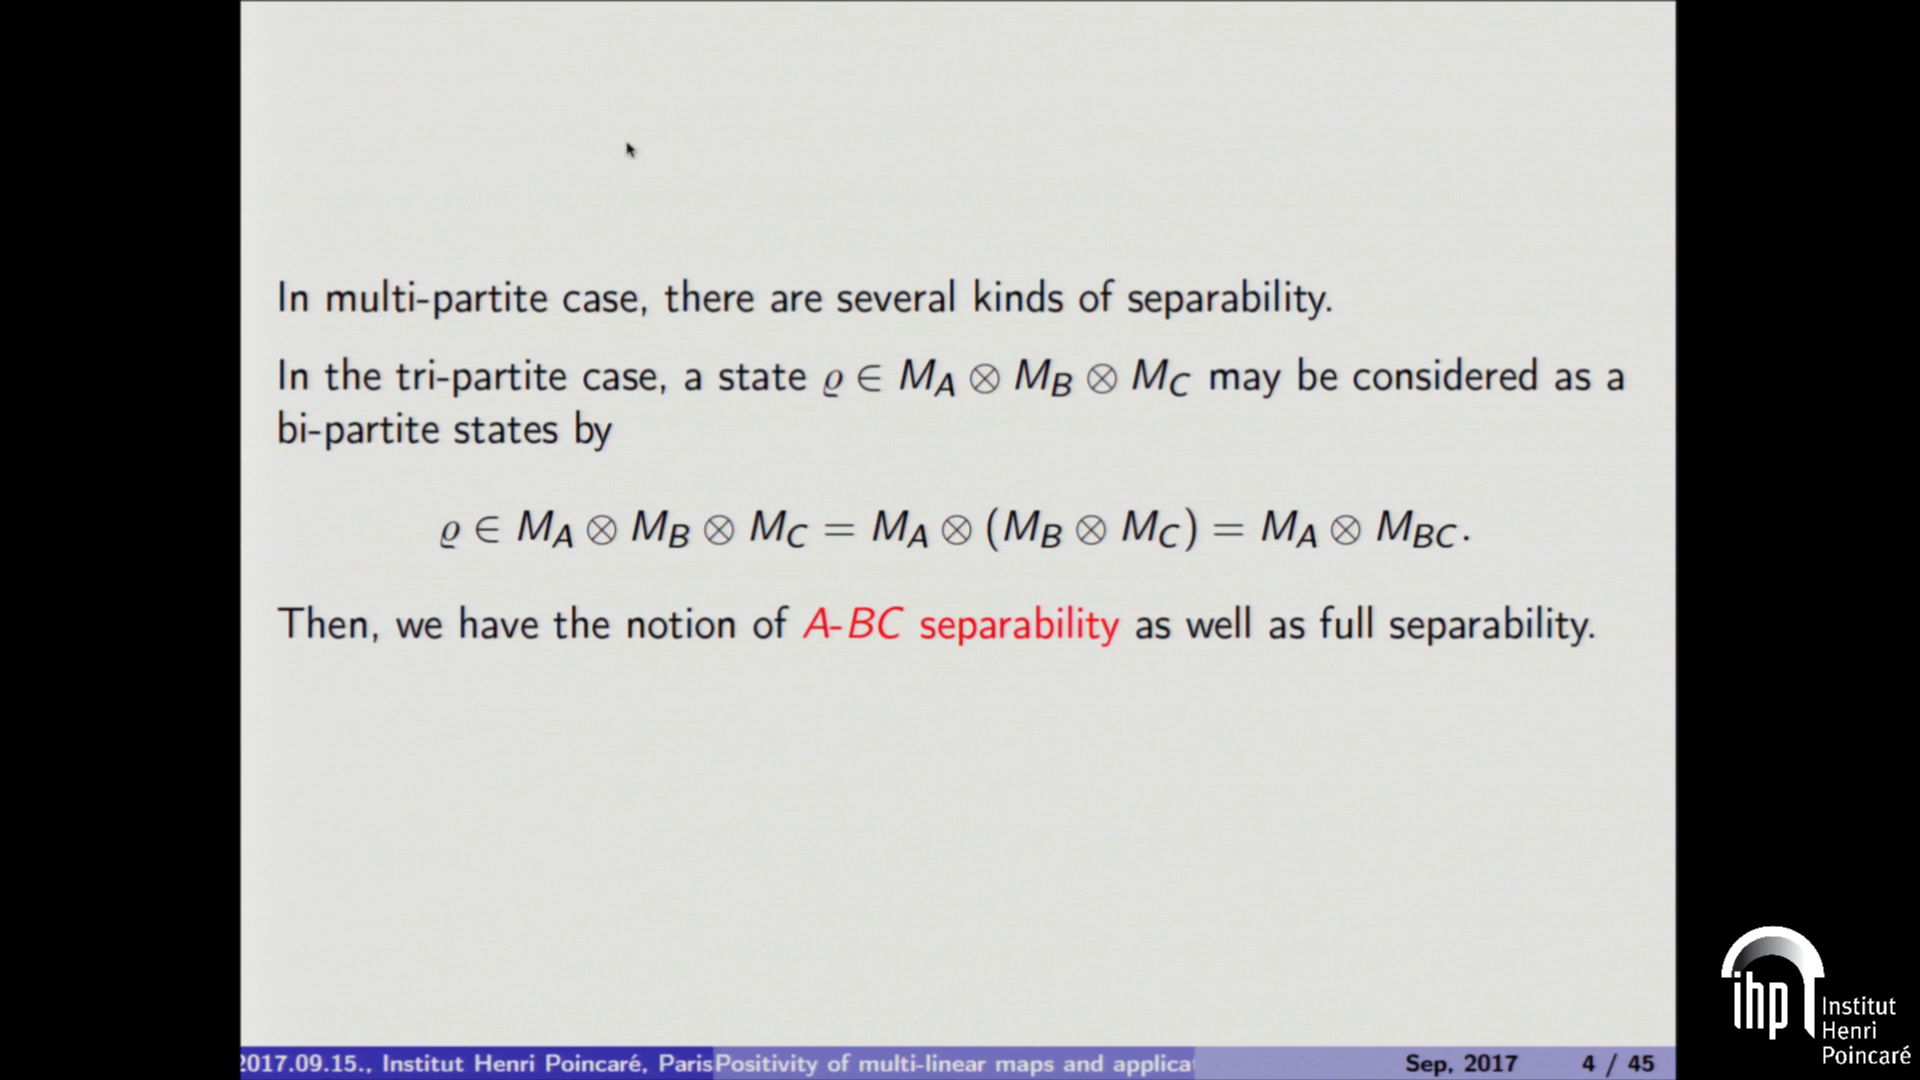 In multi-partite case, there are several kinds of separability.
In the tri-partite case, a state ϱ ∈ M_A ⊗ M_B ⊗ M_C may be considered as a
bi-partite states by
ϱ ∈ M_A ⊗ M_B ⊗ M_C = M_A ⊗ (M_B ⊗ M_C) = M_A ⊗ M_BC.
Then, we have the notion of A-BC separability as well as full separability.
2017.09.15., Institut Henri Poincaré, Paris Positivity of multi-linear maps and applica Sep, 2017 4 / 45
ihp
Institut
Henri
Poincaré